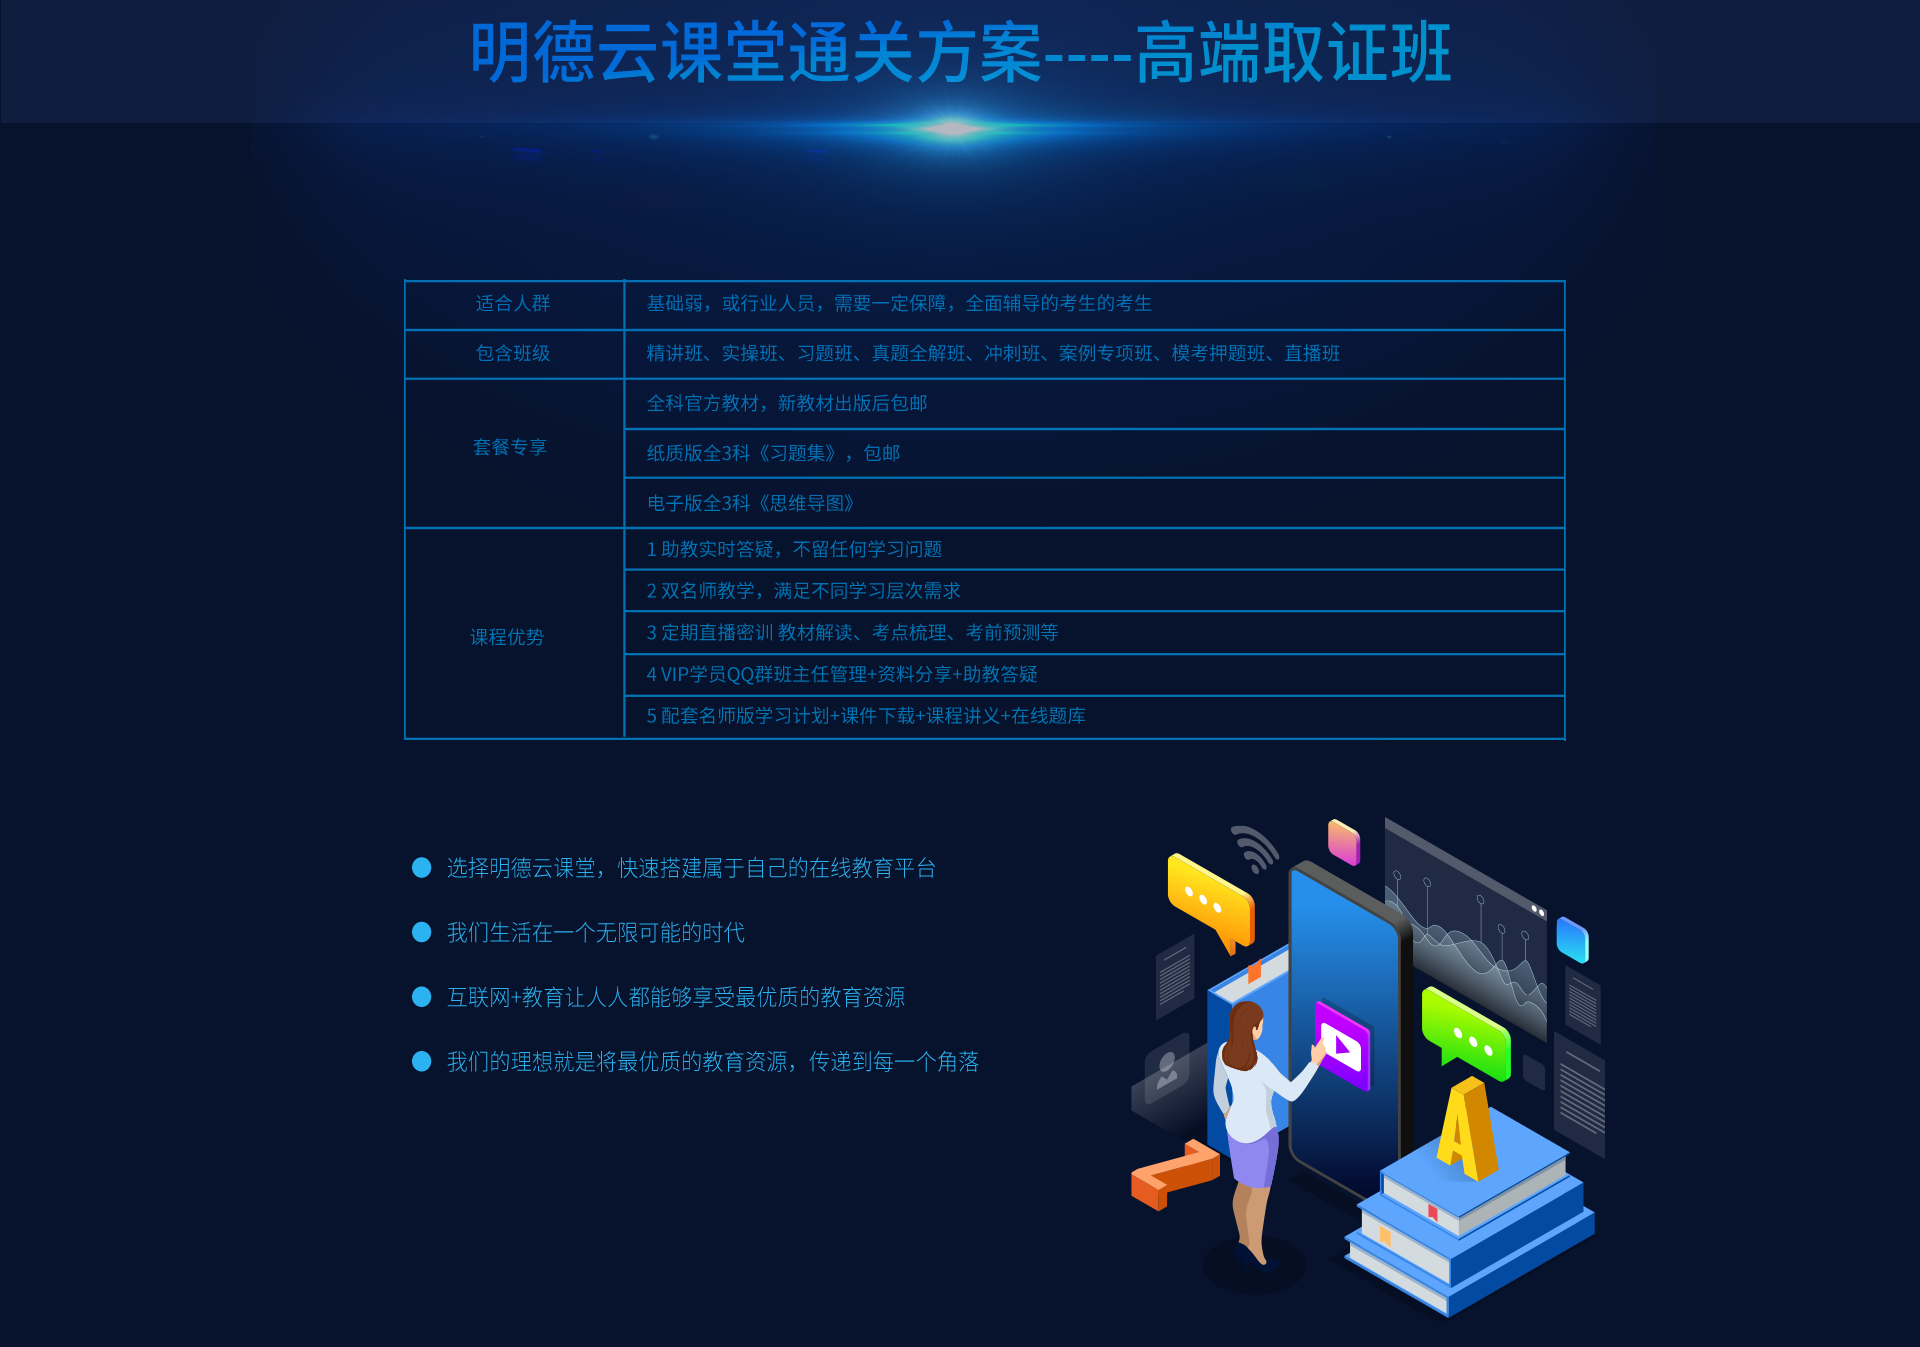 明德云课堂通关方案----高端取证班
适合人群
基础弱，或行业人员，需要一定保障，全面辅导的考生的考生
包含班级
精讲班、实操班、习题班、真题全解班、冲刺班、案例专项班、模考押题班、直播班
套餐专享
全科官方教材，新教材出版后包邮
纸质版全3科《习题集》，包邮
电子版全3科《思维导图》
课程优势
1 助教实时答疑，不留任何学习问题
2 双名师教学，满足不同学习层次需求
3 定期直播密训 教材解读、考点梳理、考前预测等
4 VIP学员QQ群班主任管理+资料分享+助教答疑
5 配套名师版学习计划+课件下载+课程讲义+在线题库
选择明德云课堂，快速搭建属于自己的在线教育平台
我们生活在一个无限可能的时代
互联网+教育让人人都能够享受最优质的教育资源
我们的理想就是将最优质的教育资源，传递到每一个角落
A